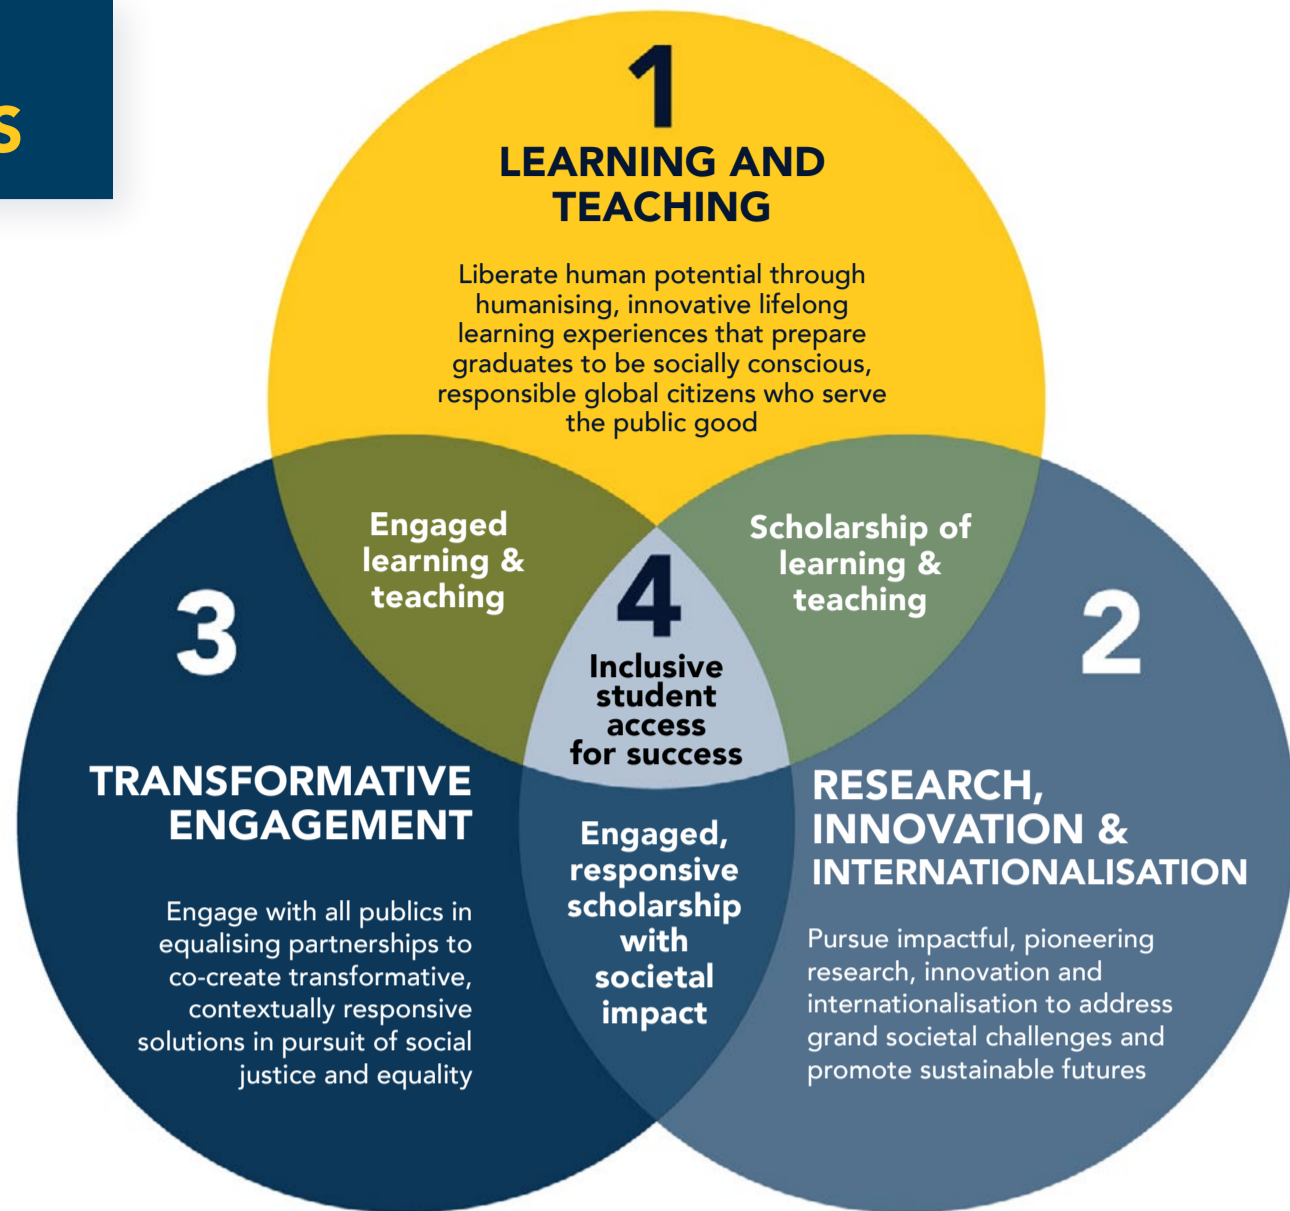 S
1
LEARNING AND
TEACHING
Liberate human potential through
humanising, innovative lifelong
learning experiences that prepare
graduates to be socially conscious,
responsible global citizens who serve
the public good
Engaged
learning &
teaching
Scholarship of
learning &
teaching
4
Inclusive
student
access
for success
3
TRANSFORMATIVE
ENGAGEMENT
Engage with all publics in
equalising partnerships to
co-create transformative,
contextually responsive
solutions in pursuit of social
justice and equality
Engaged,
responsive
scholarship
with
societal
impact
2
RESEARCH,
INNOVATION &
INTERNATIONALISATION
Pursue impactful, pioneering
research, innovation and
internationalisation to address
grand societal challenges and
promote sustainable futures